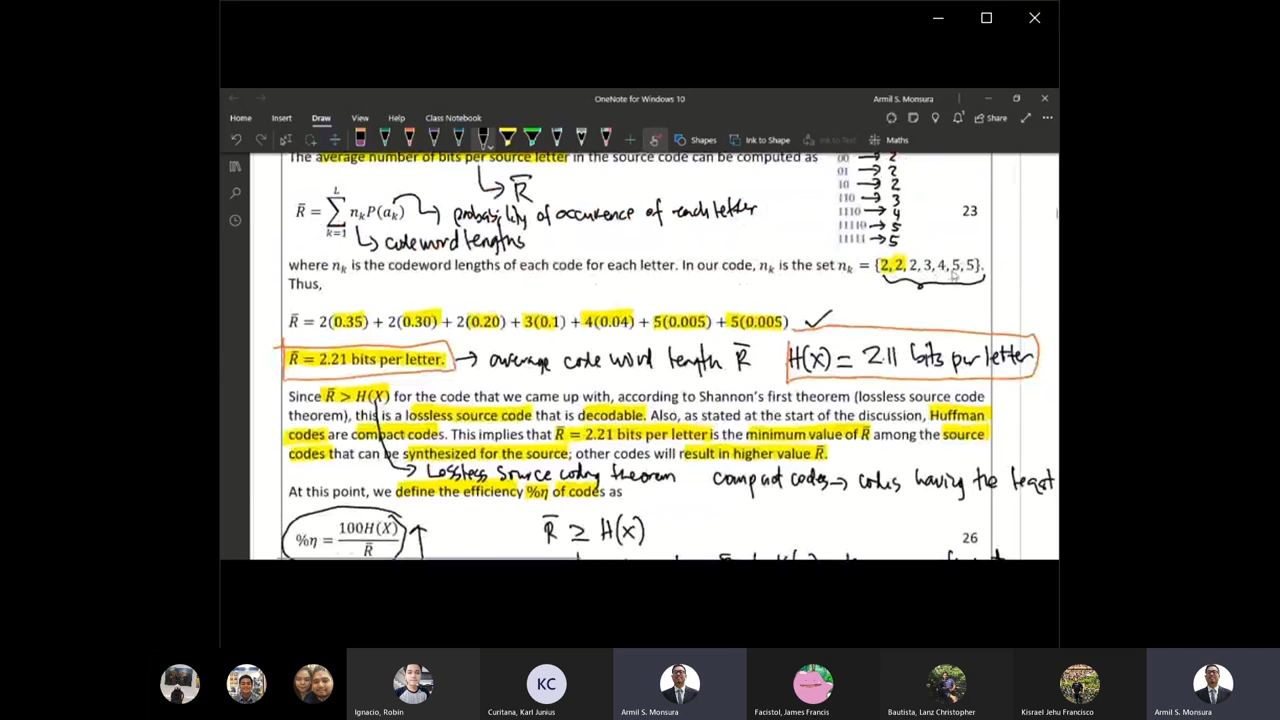 OneNote for Windows 10
Armil S. Monsura
Home Insert Draw View Help Class Notebook
Share
Shapes Ink to Shape Ink to Text Maths
The average number of bits per source letter in the source code can be computed as
00 → 2
01 → 2
10 → 2
110 → 3
1110 → 4
11110 → 5
11111 → 5
↳ R̅
R̅ = ∑ᴸₖ₌₁ nₖP(aₖ) → probability of occurence of each letter
23
↳ codeword lengths
where nₖ is the codeword lengths of each code for each letter. In our code, nₖ is the set nₖ = {2, 2, 2, 3, 4, 5, 5}.
Thus,
R̅ = 2(0.35) + 2(0.30) + 2(0.20) + 3(0.1) + 4(0.04) + 5(0.005) + 5(0.005) ✓
R̅ = 2.21 bits per letter. → average code word length R̅ H(x) = 2.11 bits per letter
Since R̅ > H(X) for the code that we came up with, according to Shannon's first theorem (lossless source code
theorem), this is a lossless source code that is decodable. Also, as stated at the start of the discussion, Huffman
codes are compact codes. This implies that R̅ = 2.21 bits per letter is the minimum value of R̅ among the source
codes that can be synthesized for the source; other codes will result in higher value R̅.
→ Lossless source coding theorem compact codes → codes having the least
At this point, we define the efficiency %η of codes as
%η = 100H(X) / R̅ ↑ R̅ ≥ H(x)
26
Ignacio, Robin
KC
Curitana, Karl Junius
Armil S. Monsura
Facistol, James Francis
Bautista, Lanz Christopher
Kisrael Jehu Francisco
Armil S. Monsura